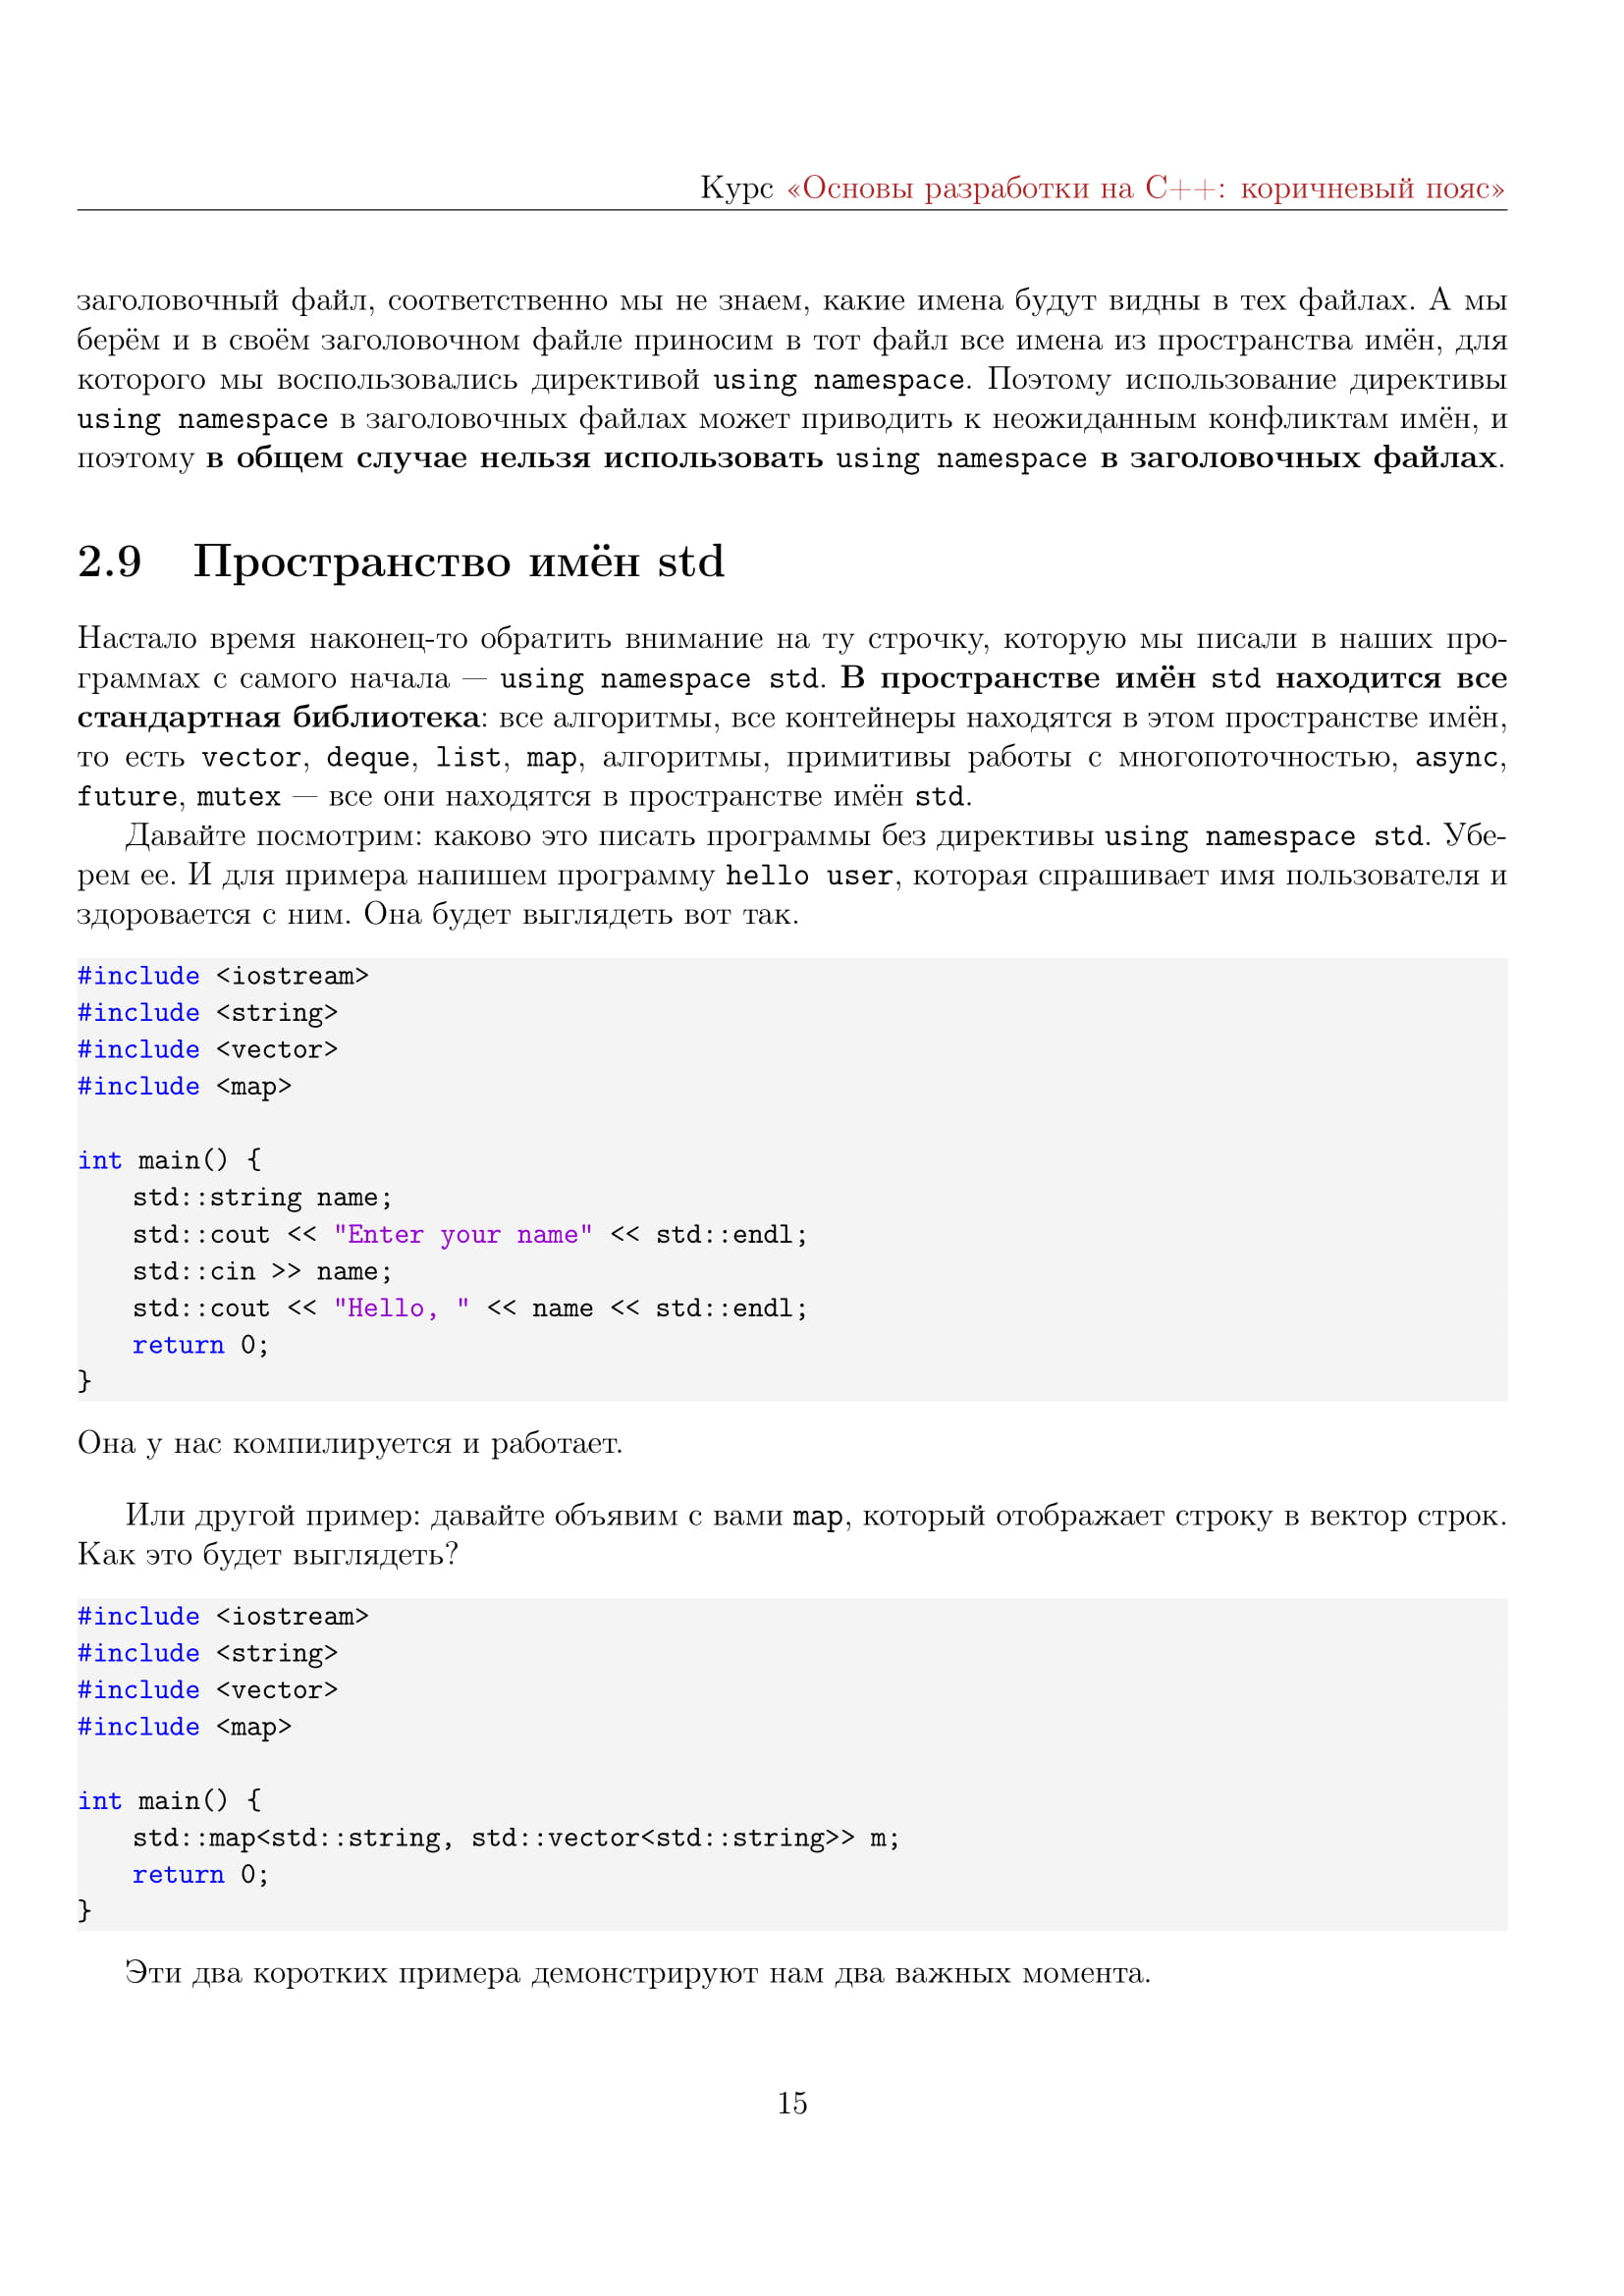 Курс «Основы разработки на C++: коричневый пояс»
заголовочный файл, соответственно мы не знаем, какие имена будут видны в тех файлах. А мы
берём и в своём заголовочном файле приносим в тот файл все имена из пространства имён, для
которого мы воспользовались директивой using namespace. Поэтому использование директивы
using namespace в заголовочных файлах может приводить к неожиданным конфликтам имён, и
поэтому в общем случае нельзя использовать using namespace в заголовочных файлах.
2.9 Пространство имён std
Настало время наконец-то обратить внимание на ту строчку, которую мы писали в наших про-
граммах с самого начала — using namespace std. В пространстве имён std находится все
стандартная библиотека: все алгоритмы, все контейнеры находятся в этом пространстве имён,
то есть vector, deque, list, map, алгоритмы, примитивы работы с многопоточностью, async,
future, mutex — все они находятся в пространстве имён std.
Давайте посмотрим: каково это писать программы без директивы using namespace std. Убе-
рем ее. И для примера напишем программу hello user, которая спрашивает имя пользователя и
здоровается с ним. Она будет выглядеть вот так.
#include <iostream>
#include <string>
#include <vector>
#include <map>
int main() {
std::string name;
std::cout << "Enter your name" << std::endl;
std::cin >> name;
std::cout << "Hello, " << name << std::endl;
return 0;
}
Она у нас компилируется и работает.
Или другой пример: давайте объявим с вами map, который отображает строку в вектор строк.
Как это будет выглядеть?
#include <iostream>
#include <string>
#include <vector>
#include <map>
int main() {
std::map<std::string, std::vector<std::string>> m;
return 0;
}
Эти два коротких примера демонстрируют нам два важных момента.
15